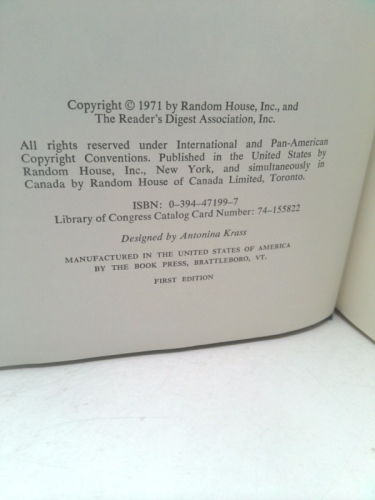 Copyright © 1971 by Random House, Inc., and
The Reader's Digest Association, Inc.
All rights reserved under International and Pan-American
Copyright Conventions. Published in the United States by
Random House, Inc., New York, and simultaneously in
Canada by Random House of Canada Limited, Toronto.
ISBN: 0-394-47199-7
Library of Congress Catalog Card Number: 74-155822
Designed by Antonina Krass
MANUFACTURED IN THE UNITED STATES OF AMERICA
BY THE BOOK PRESS, BRATTLEBORO, VT.
FIRST EDITION